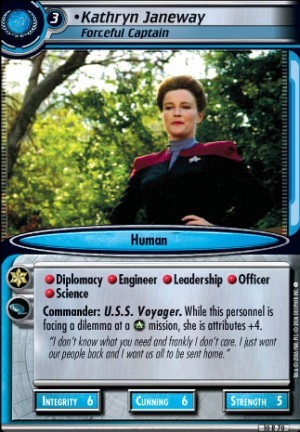 3
•Kathryn Janeway
Forceful Captain
Human
Diplomacy Engineer Leadership Officer
Science
Commander: U.S.S. Voyager. While this personnel is
facing a dilemma at a mission, she is attributes +4.
"I don't know what you need and frankly I don't care. I just want
our people back and I want us all to be sent home."
INTEGRITY 6 CUNNING 6 STRENGTH 5